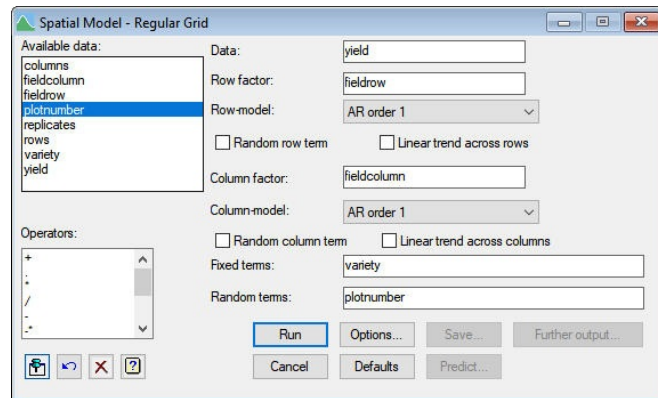 Spatial Model - Regular Grid
Available data:
columns
fieldcolumn
fieldrow
plotnumber
replicates
rows
variety
yield
Data: yield
Row factor: fieldrow
Row-model: AR order 1
Random row term Linear trend across rows
Column factor: fieldcolumn
Column-model: AR order 1
Random column term Linear trend across columns
Operators:
+
.
*
/
-
-*
Fixed terms: variety
Random terms: plotnumber
Run Options... Save... Further output...
Cancel Defaults Predict...